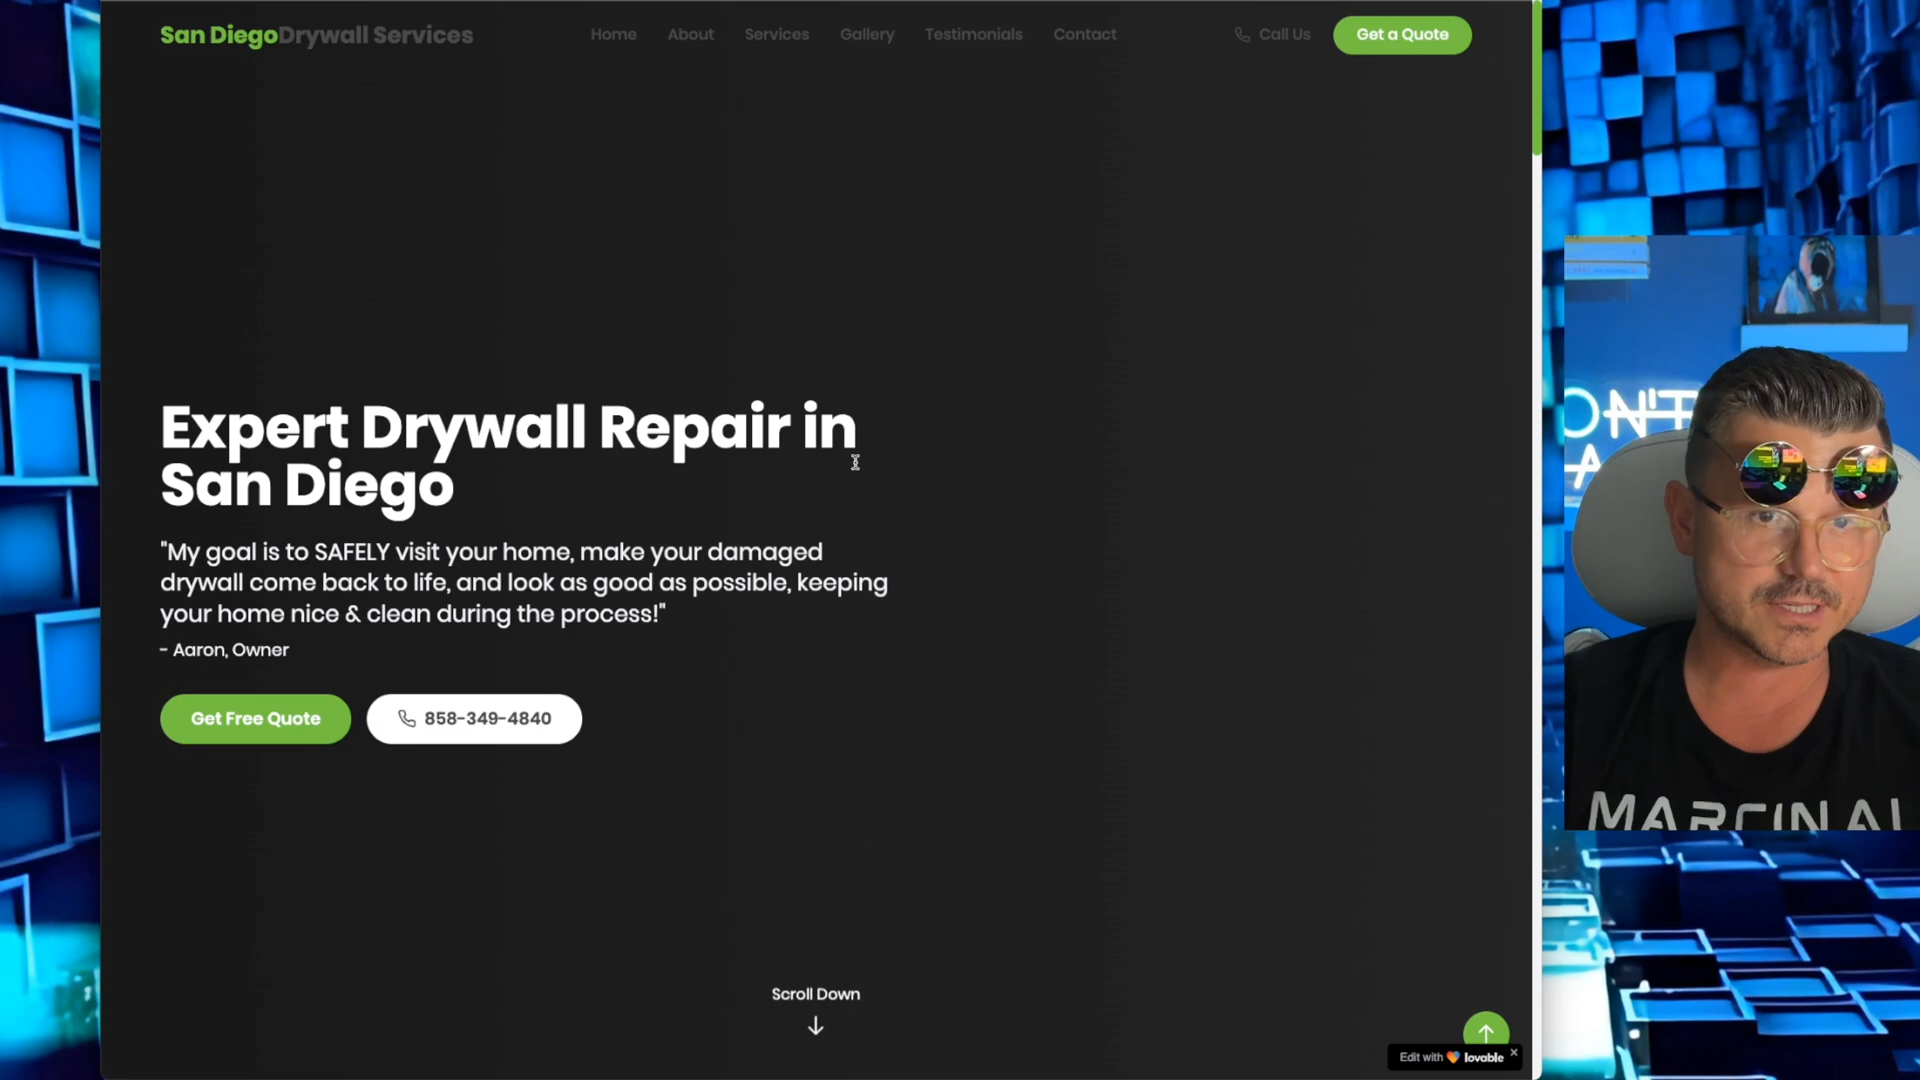 San DiegoDrywall Services
Home
About
Services
Gallery
Testimonials
Contact
Call Us
Get a Quote
Expert Drywall Repair in
San Diego
"My goal is to SAFELY visit your home, make your damaged
drywall come back to life, and look as good as possible, keeping
your home nice & clean during the process!"
- Aaron, Owner
Get Free Quote
858-349-4840
Scroll Down
Edit with lovable